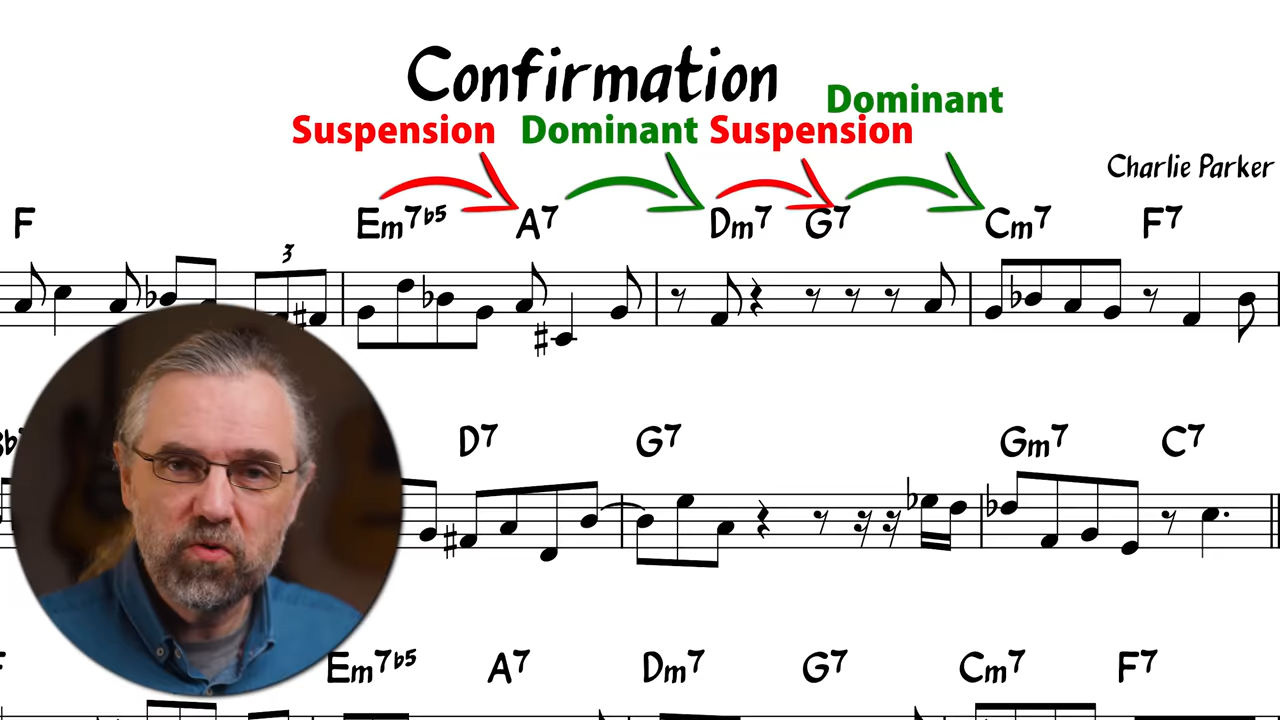 Confirmation
Dominant
Suspension Dominant Suspension
Charlie Parker
F Em7b5 A7 Dm7 G7 Cm7 F7
3
D7 G7 Gm7 C7
Em7b5 A7 Dm7 G7 Cm7 F7